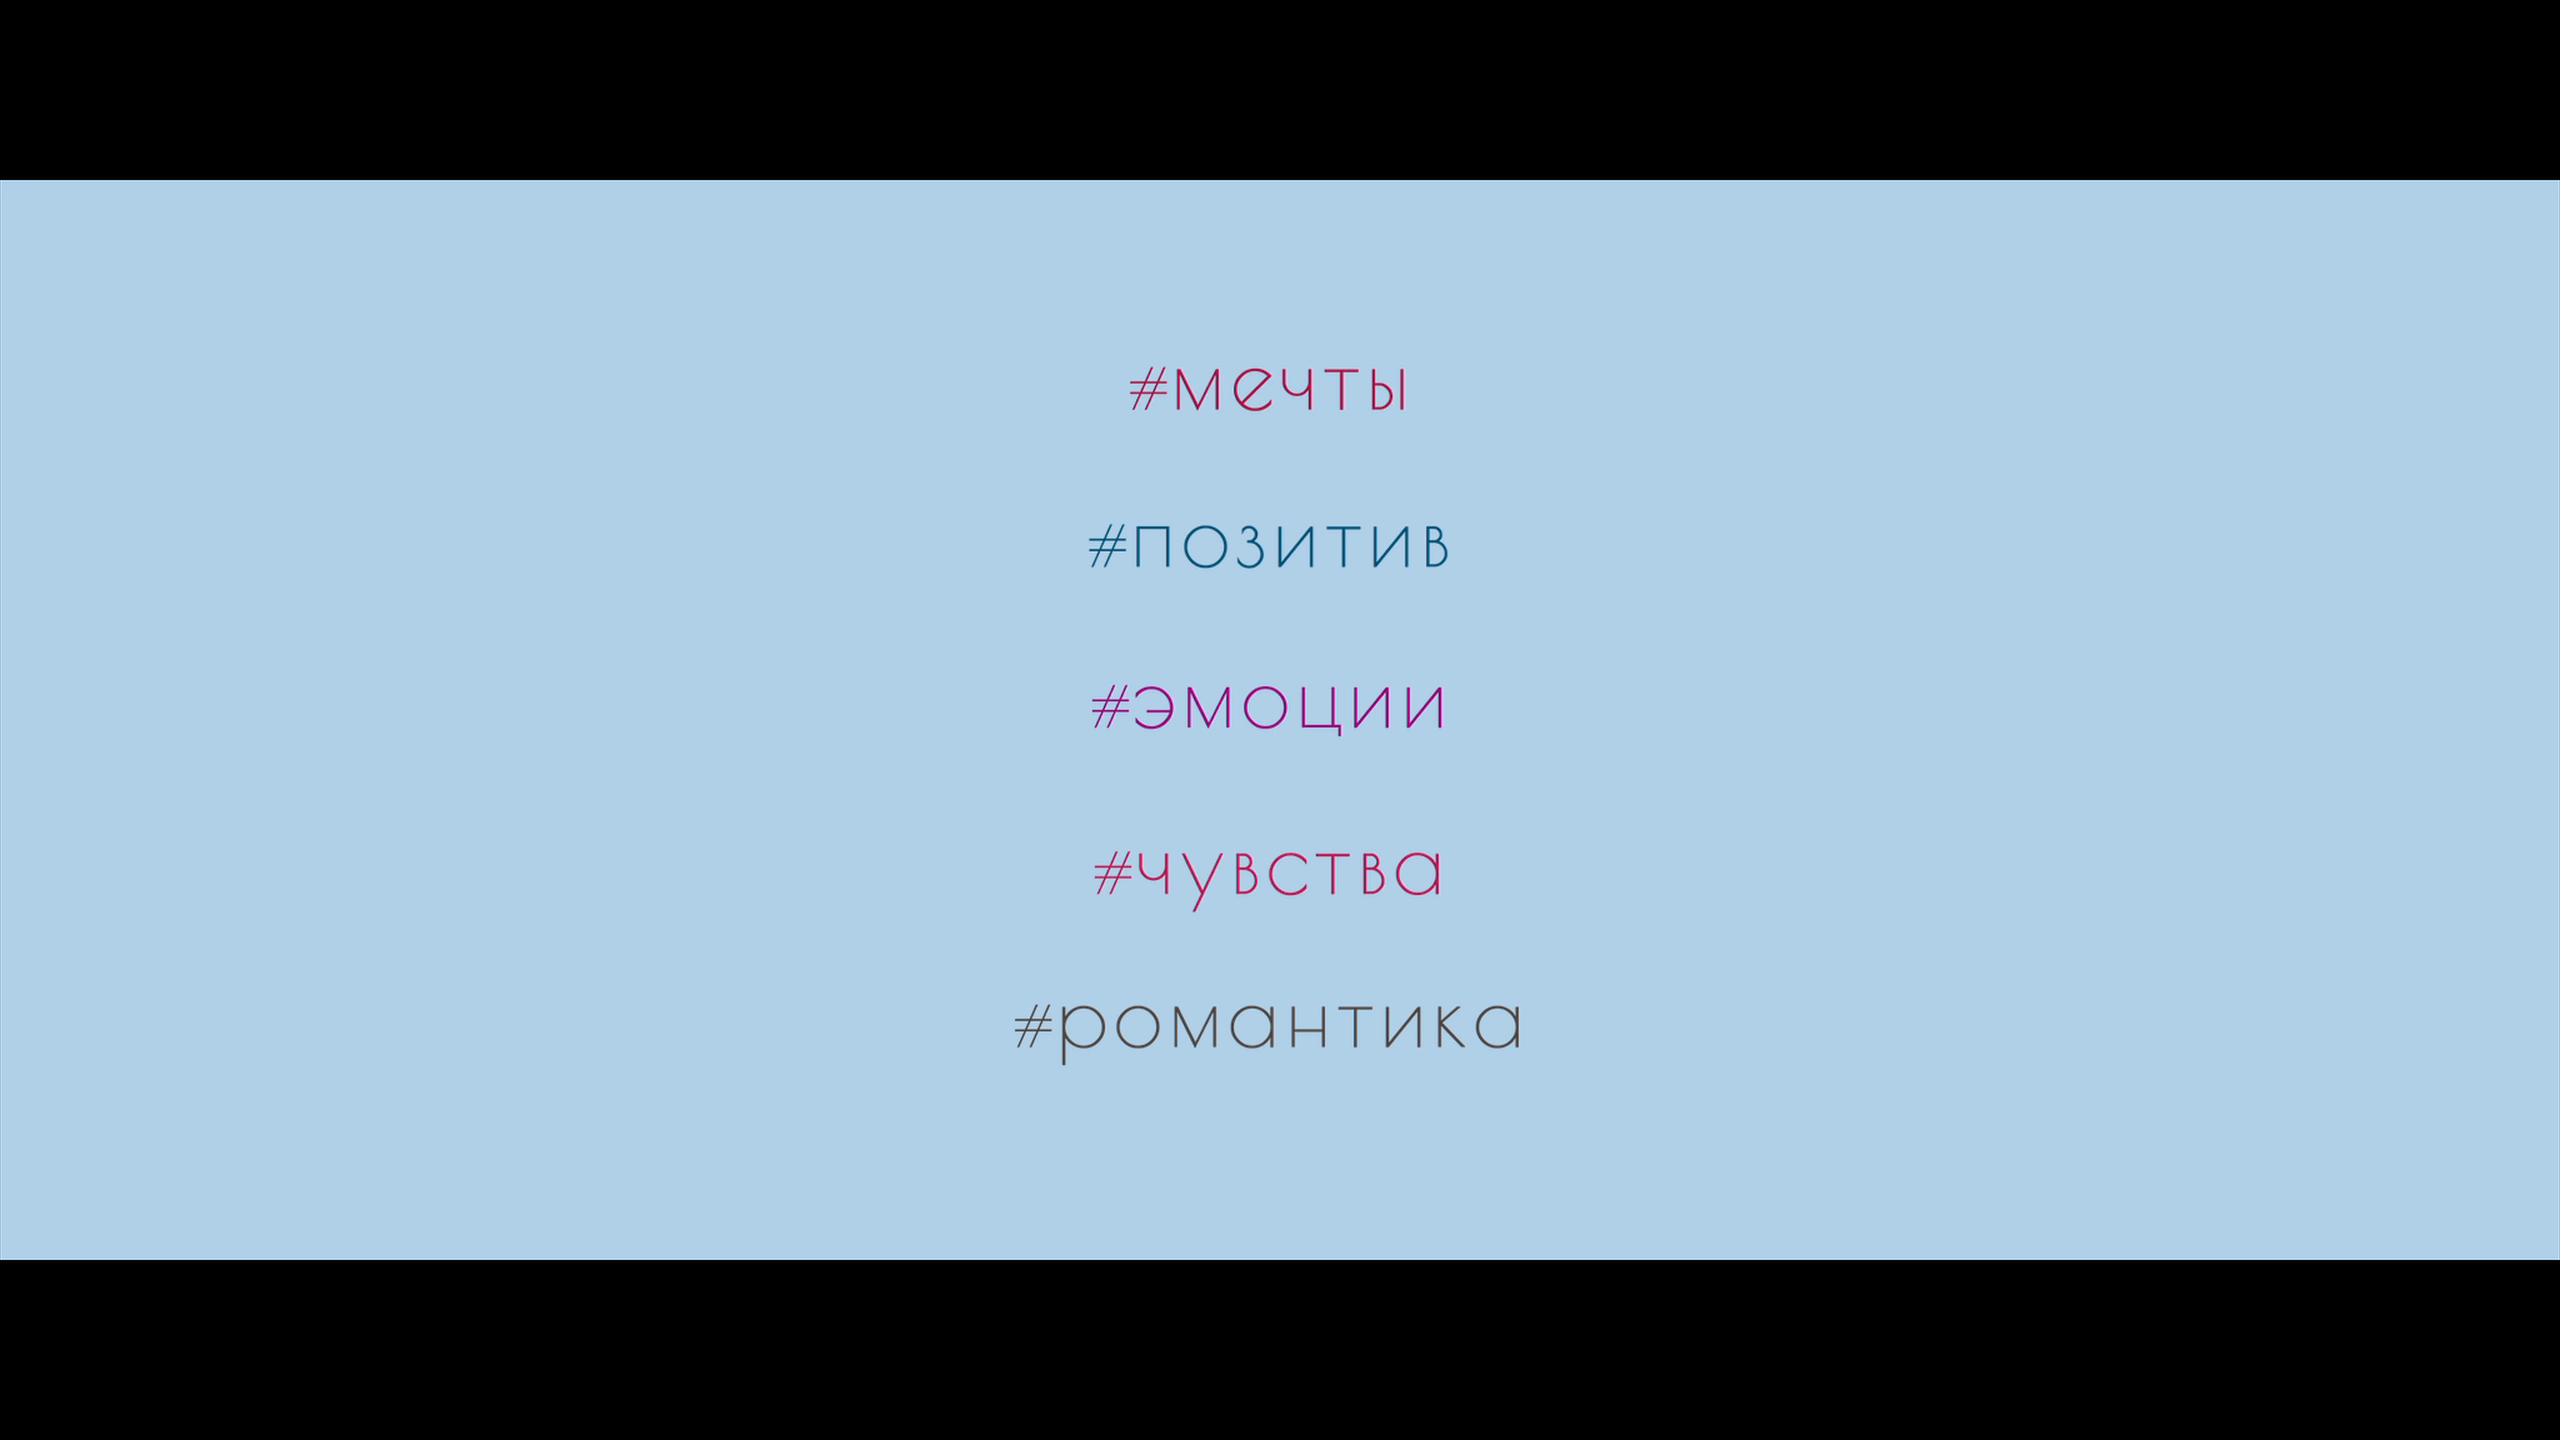 #мечты
#позитив
#эмоции
#чувства
#романтика